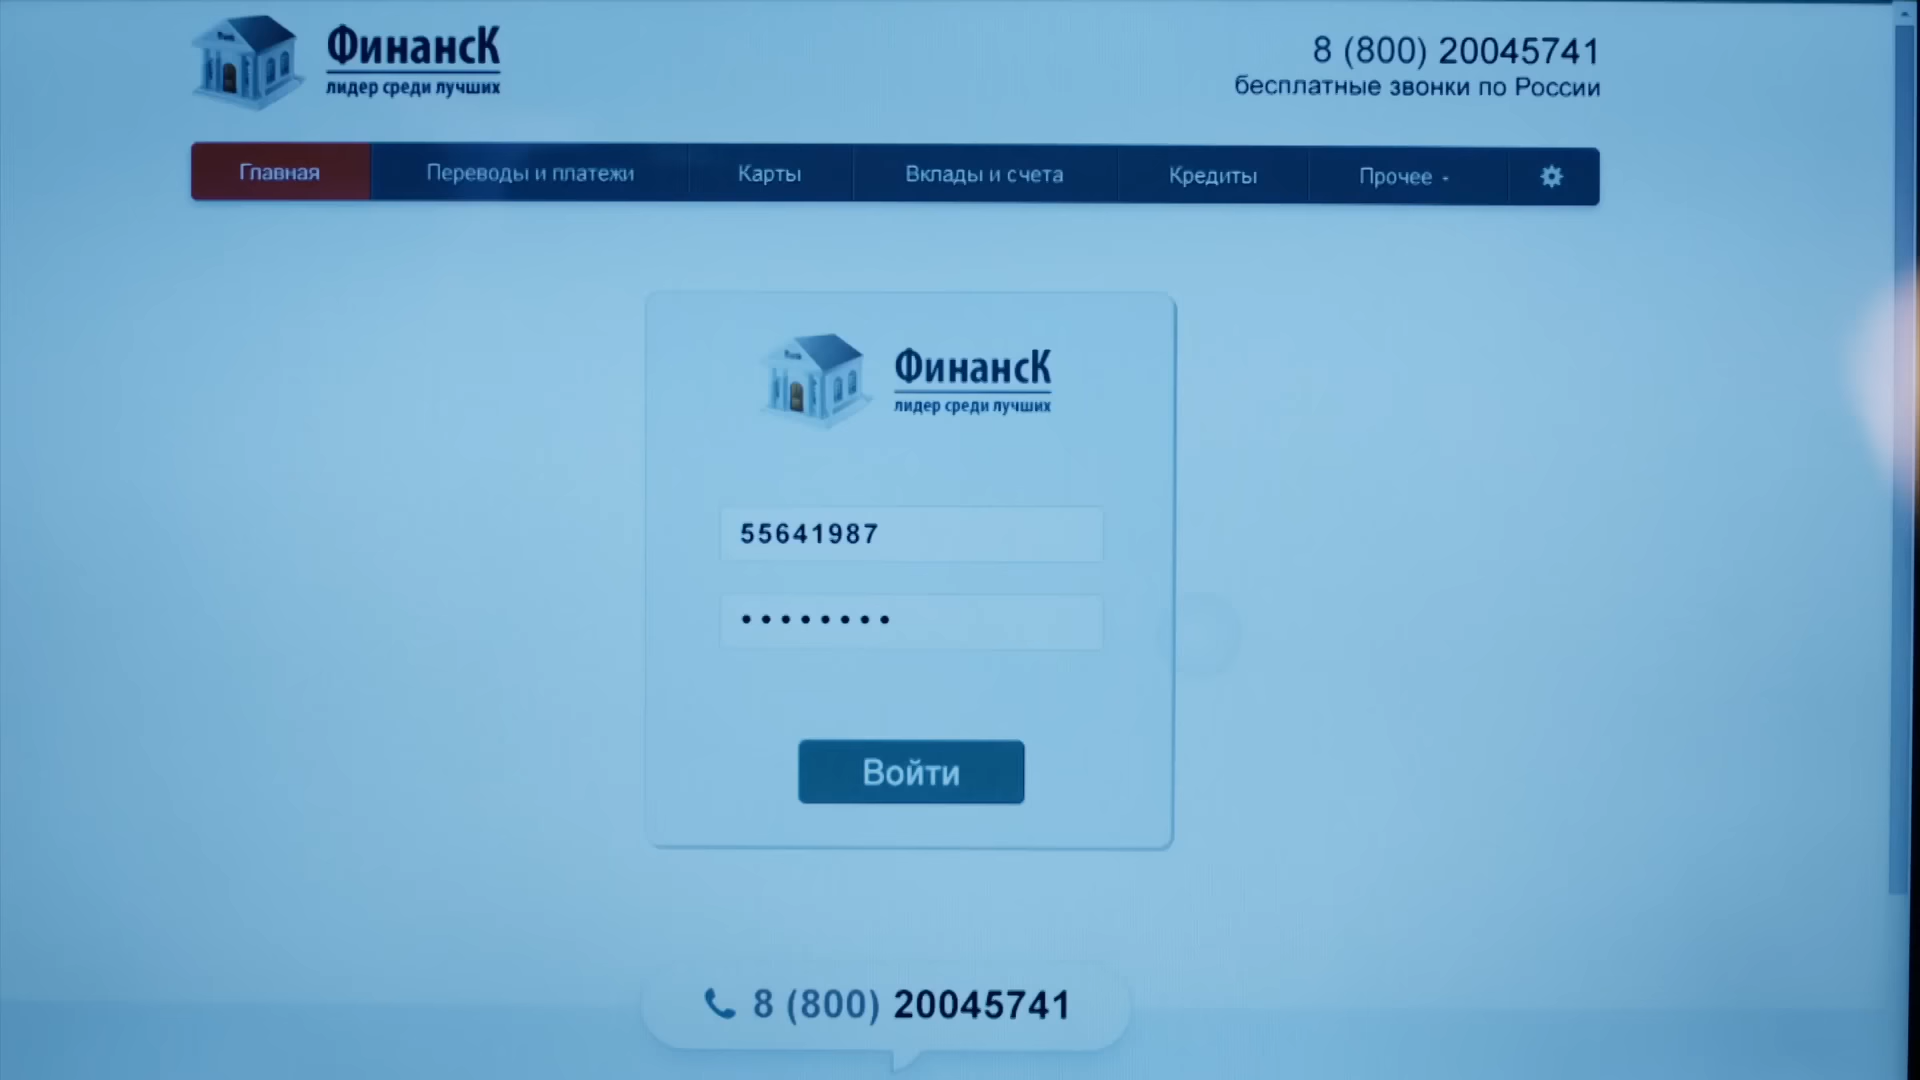 ФинансК
лидер среди лучших
8 (800) 20045741
бесплатные звонки по России
Главная
Переводы и платежи
Карты
Вклады и счета
Кредиты
Прочее
ФинансК
лидер среди лучших
55641987
••••••••
Войти
8 (800) 20045741